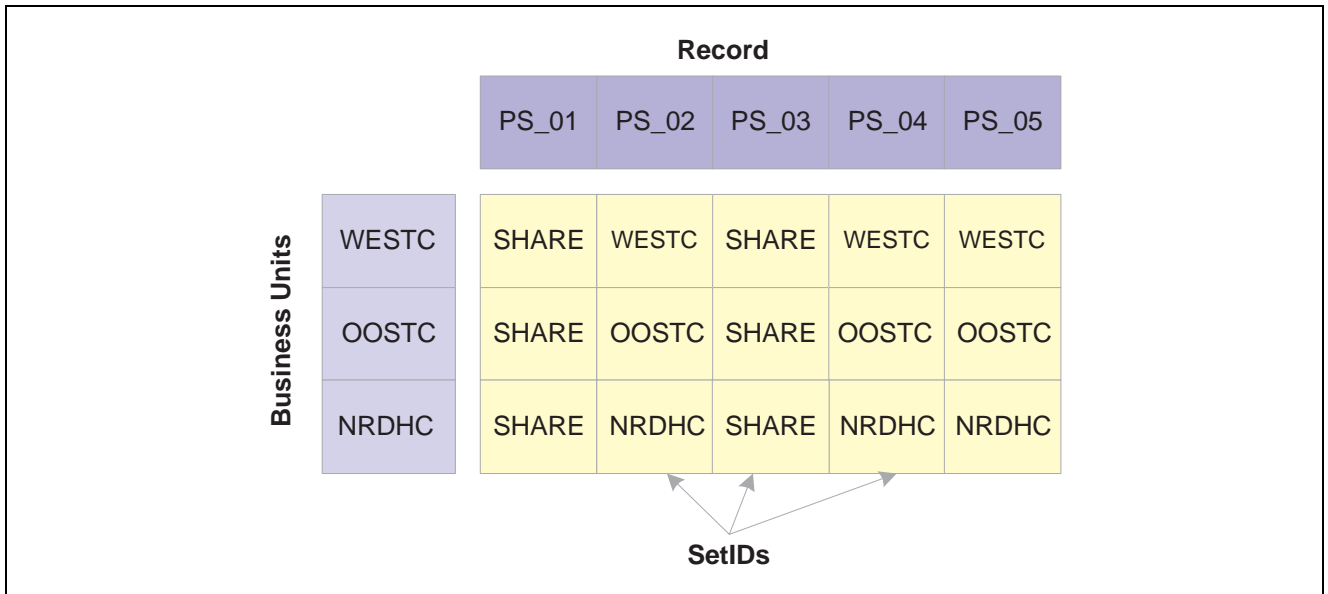 Record
PS_01 PS_02 PS_03 PS_04 PS_05
Business Units
WESTC SHARE WESTC SHARE WESTC WESTC
OOSTC SHARE OOSTC SHARE OOSTC OOSTC
NRDHC SHARE NRDHC SHARE NRDHC NRDHC
SetIDs